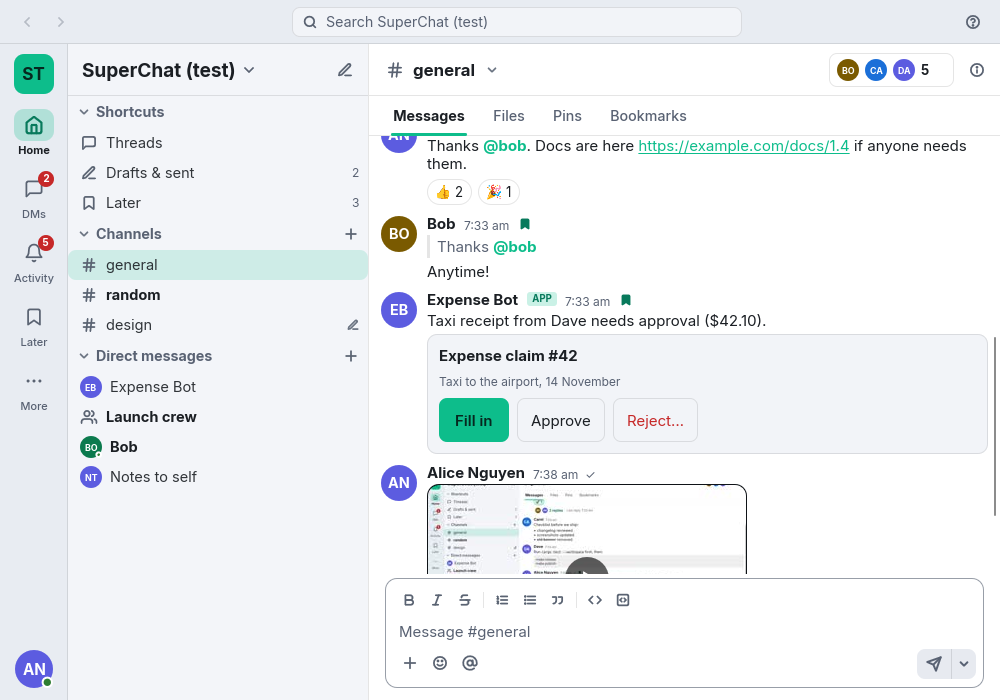 Search SuperChat (test)
ST
Home
2
DMs
5
Activity
Later
More
AN
SuperChat (test)
Shortcuts
Threads
Drafts & sent 2
Later 3
Channels
general
random
design
Direct messages
EB Expense Bot
Launch crew
BO Bob
NT Notes to self
# general
BO CA DA 5
Messages Files Pins Bookmarks
AN
Thanks @bob. Docs are here https://example.com/docs/1.4 if anyone needs
them.
👍 2 🎉 1
BO Bob 7:33 am
Thanks @bob
Anytime!
EB Expense Bot APP 7:33 am
Taxi receipt from Dave needs approval ($42.10).
Expense claim #42
Taxi to the airport, 14 November
Fill in Approve Reject…
AN Alice Nguyen 7:38 am
Message #general